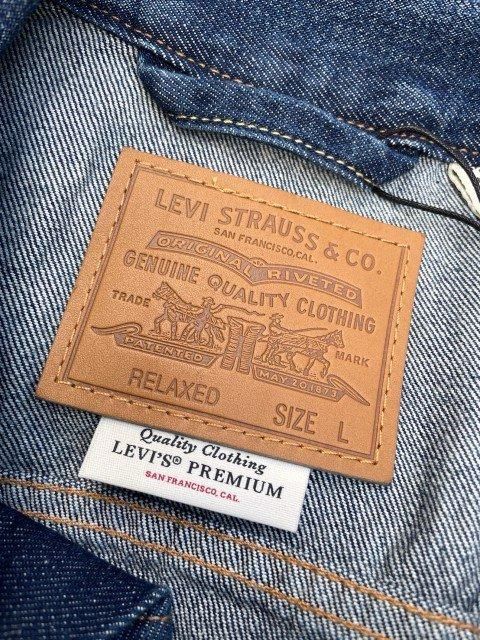 LEVI STRAUSS & CO.
SAN FRANCISCO, CAL.
ORIGINAL RIVETED
GENUINE QUALITY CLOTHING
TRADE MARK
PATENTED MAY 20, 1873
RELAXED SIZE L
Quality Clothing
LEVI'S® PREMIUM
SAN FRANCISCO, CAL.